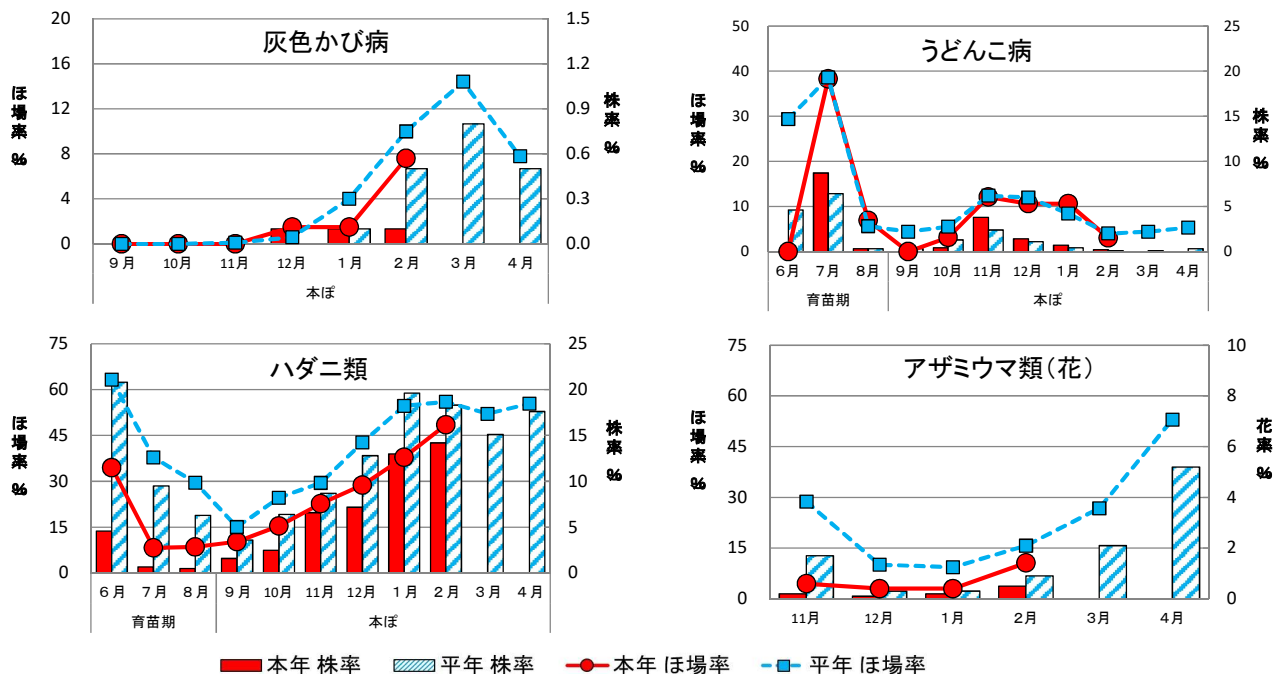 灰色かび病
ほ場率 %
株率 %
20
16
12
8
4
0
1.5
1.2
0.9
0.6
0.3
0.0
9月 10月 11月 12月 1月 2月 3月 4月
本ぽ
うどんこ病
ほ場率 %
株率 %
50
40
30
20
10
0
25
20
15
10
5
0
6月 7月 8月 9月 10月 11月 12月 1月 2月 3月 4月
育苗期 本ぽ
ハダニ類
ほ場率 %
株率 %
75
60
45
30
15
0
25
20
15
10
5
0
6月 7月 8月 9月 10月 11月 12月 1月 2月 3月 4月
育苗期 本ぽ
アザミウマ類(花)
ほ場率 %
花率 %
75
60
45
30
15
0
10
8
6
4
2
0
11月 12月 1月 2月 3月 4月
本年 株率 平年 株率 本年 ほ場率 平年 ほ場率